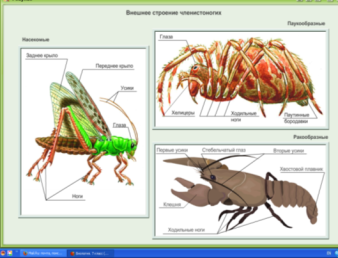 Внешнее строение членистоногих
Паукообразные
Насекомые
Заднее крыло
Переднее крыло
Усики
Глаза
Ноги
Глаза
Хелицеры
Ходильные
ноги
Паутинные
бородавки
Ракообразные
Первые усики
Стебельчатый глаз
Вторые усики
Хвостовой плавник
Клешня
Ходильные ноги